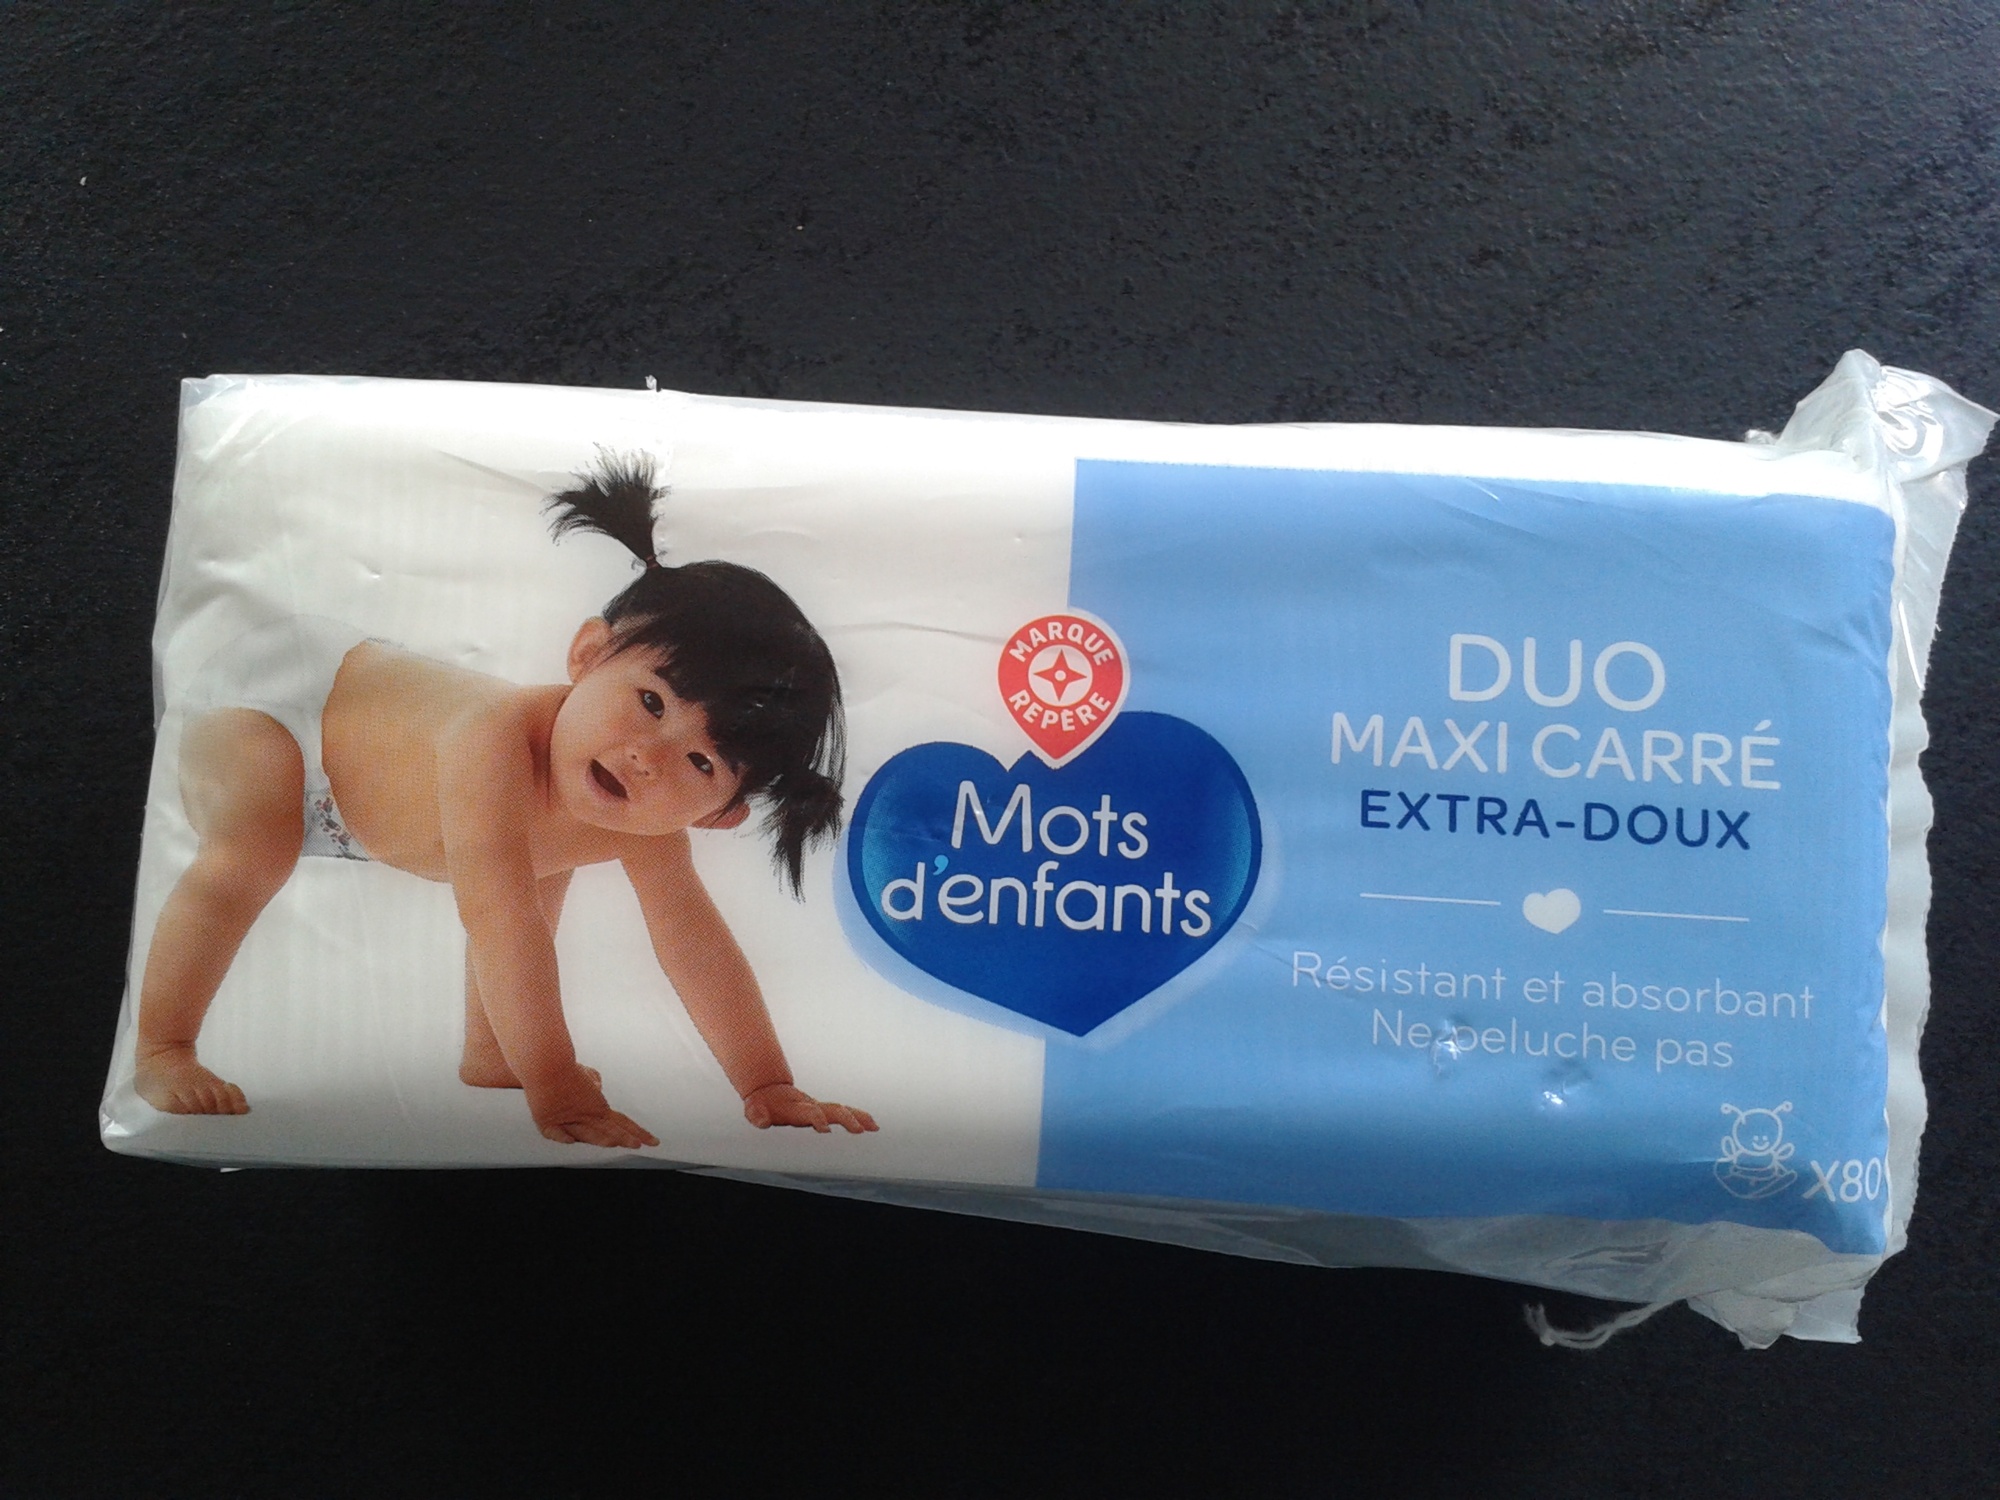 MARQUE
REPÈRE
Mots
d'enfants
DUO
MAXI CARRÉ
EXTRA-DOUX
Résistant et absorbant
Ne peluche pas
X80